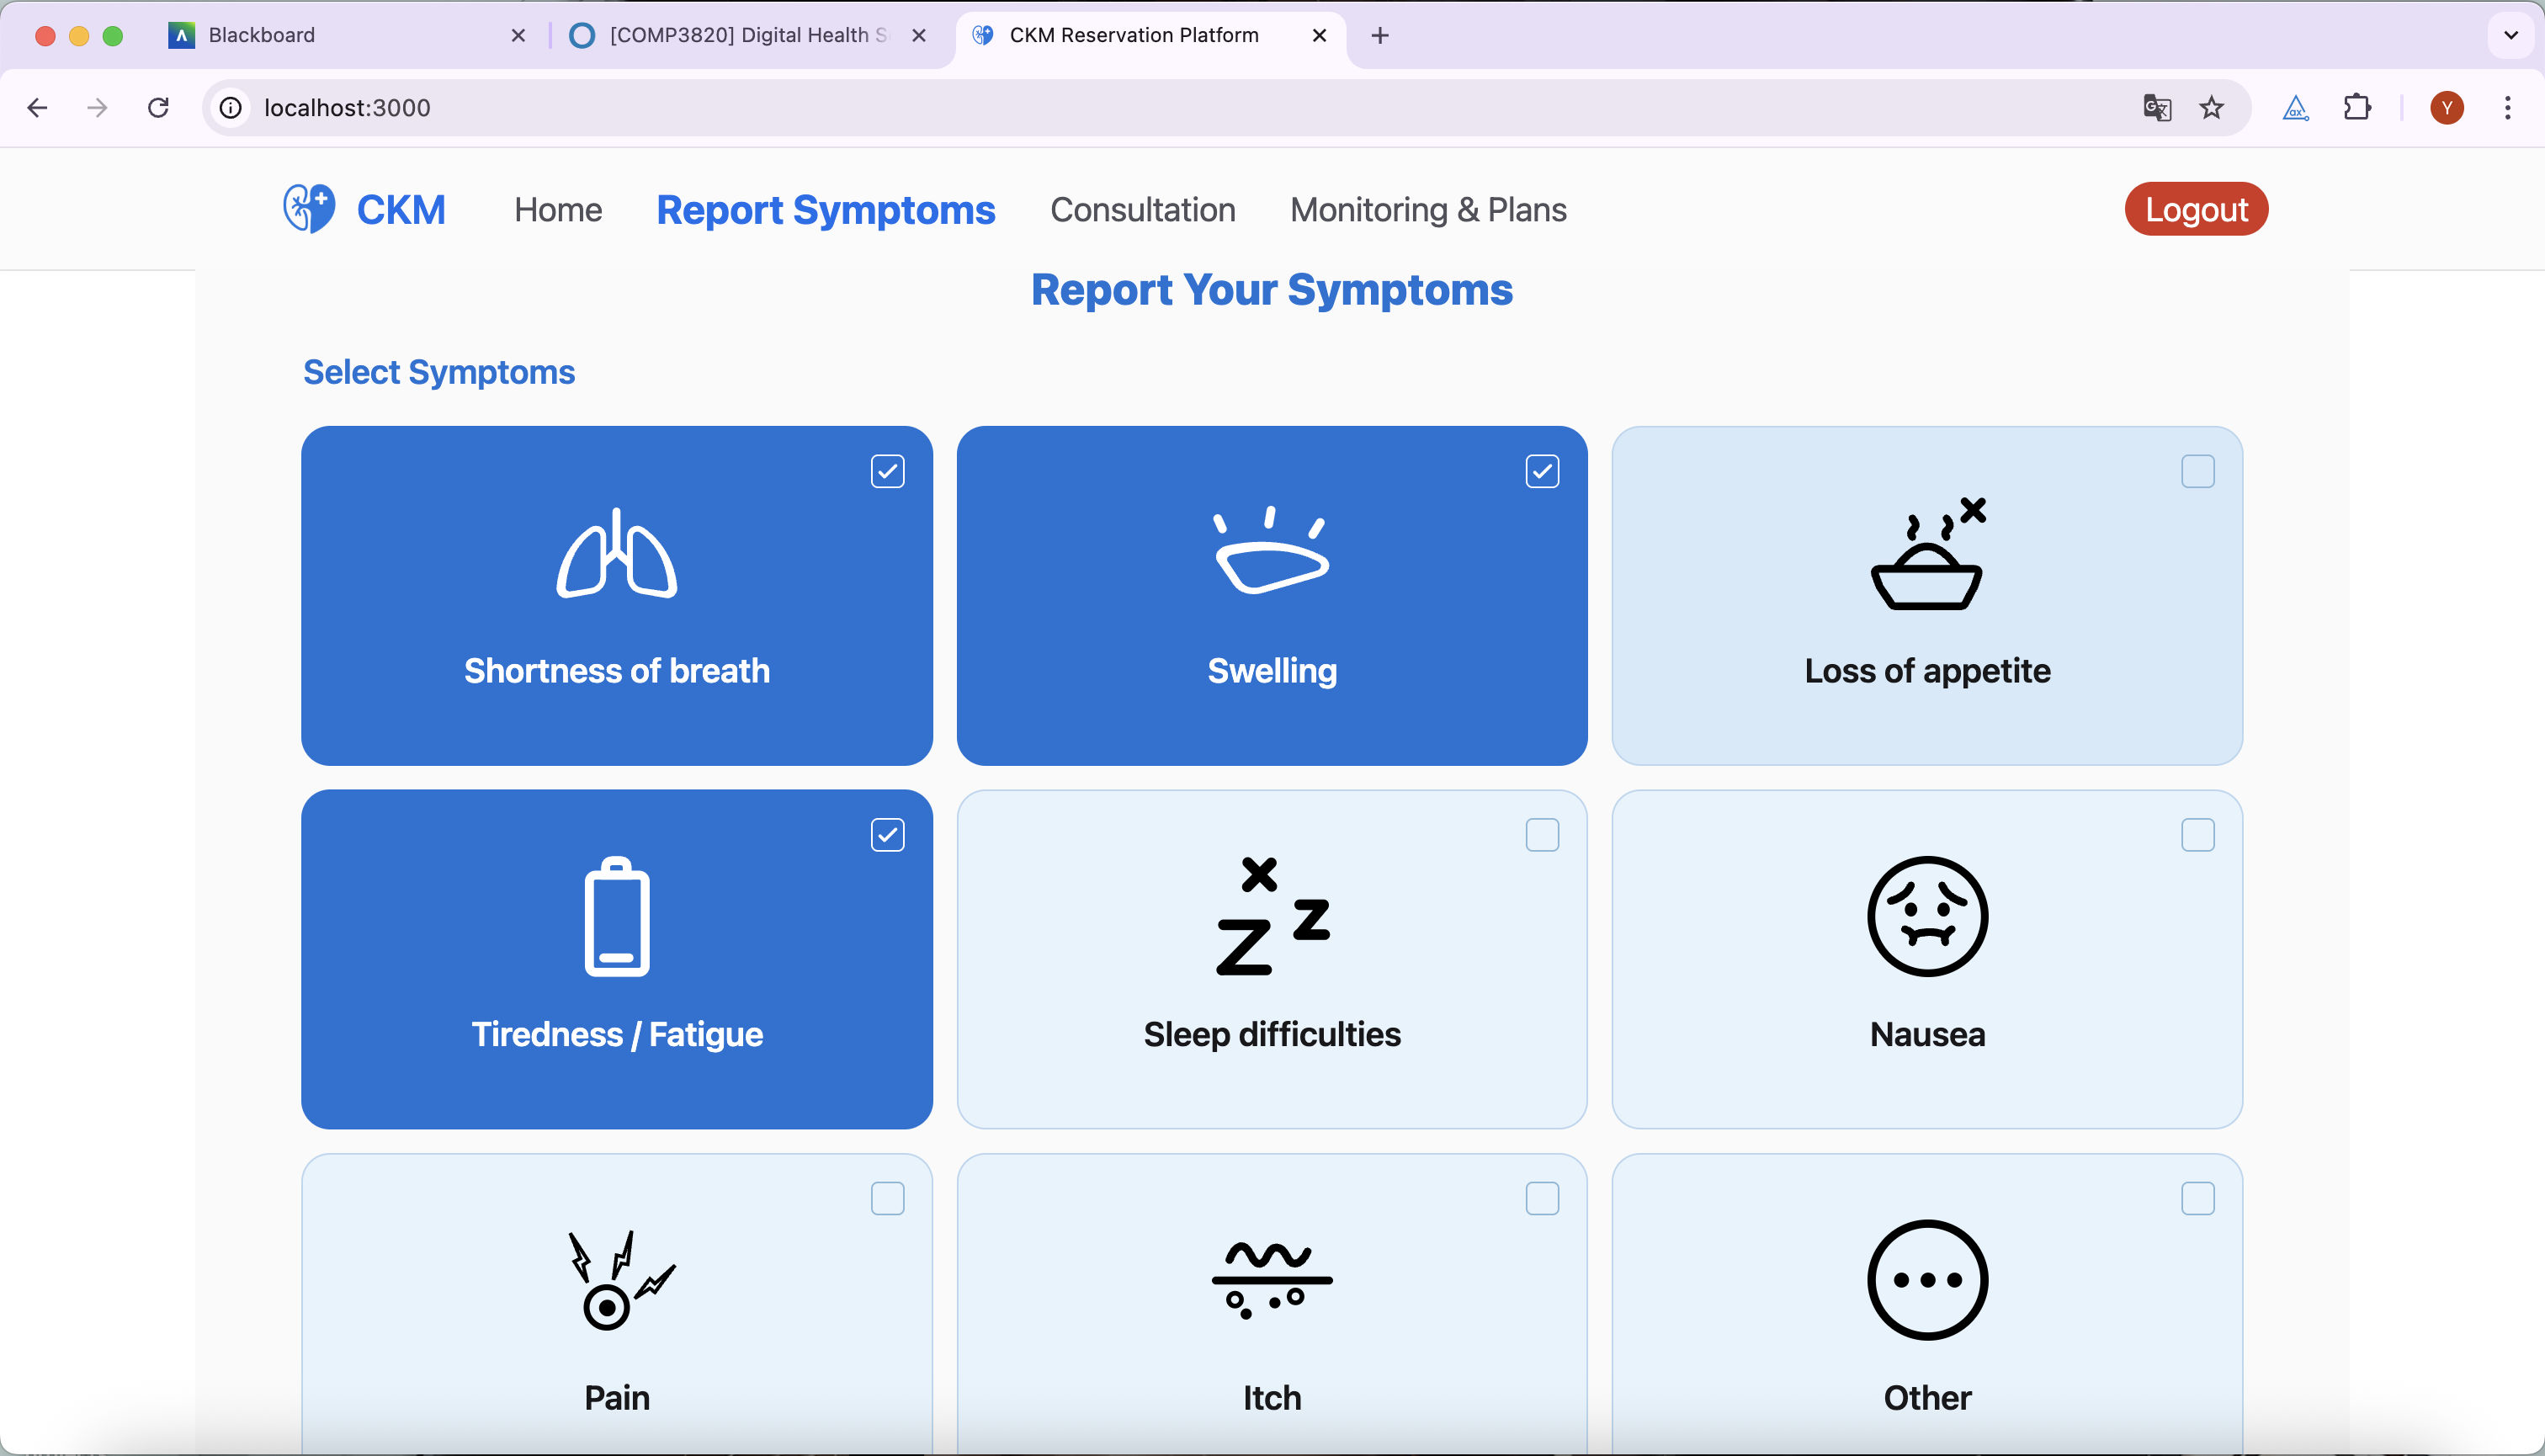 Blackboard
[COMP3820] Digital Health S
CKM Reservation Platform
localhost:3000
Y
CKM
Home
Report Symptoms
Consultation
Monitoring & Plans
Logout
Report Your Symptoms
Select Symptoms
Shortness of breath
Swelling
Loss of appetite
Tiredness / Fatigue
Sleep difficulties
Nausea
Pain
Itch
Other